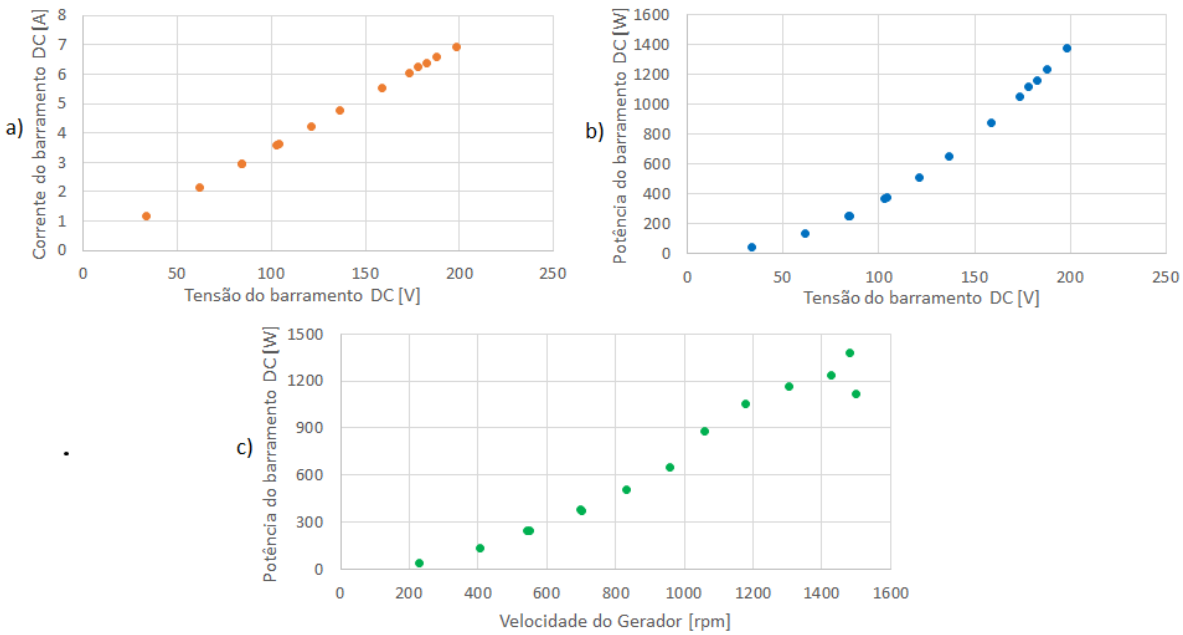 a)
Corrente do barramento DC [A]
8
7
6
5
4
3
2
1
0
0 50 100 150 200 250
Tensão do barramento DC [V]
b)
Potência do barramento DC [W]
1600
1400
1200
1000
800
600
400
200
0
0 50 100 150 200 250
Tensão do barramento DC [V]
c)
Potência do barramento DC [W]
1500
1200
900
600
300
0
0 200 400 600 800 1000 1200 1400 1600
Velocidade do Gerador [rpm]